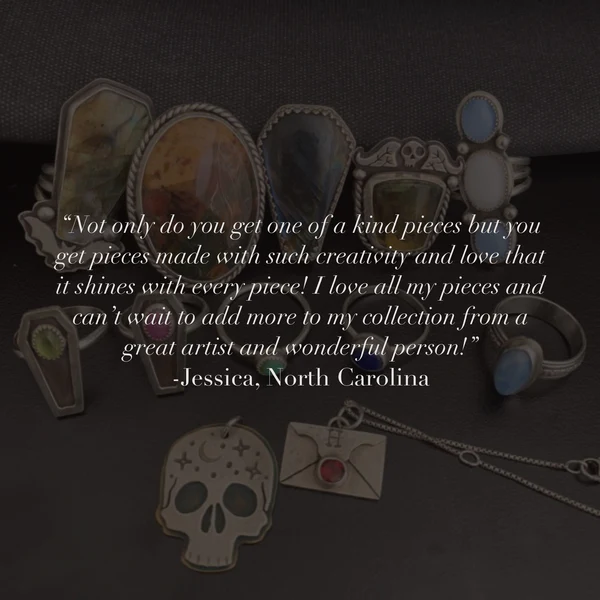 “Not only do you get one of a kind pieces but you
get pieces made with such creativity and love that
it shines with every piece! I love all my pieces and
can’t wait to add more to my collection from a
great artist and wonderful person!”
-Jessica, North Carolina
H